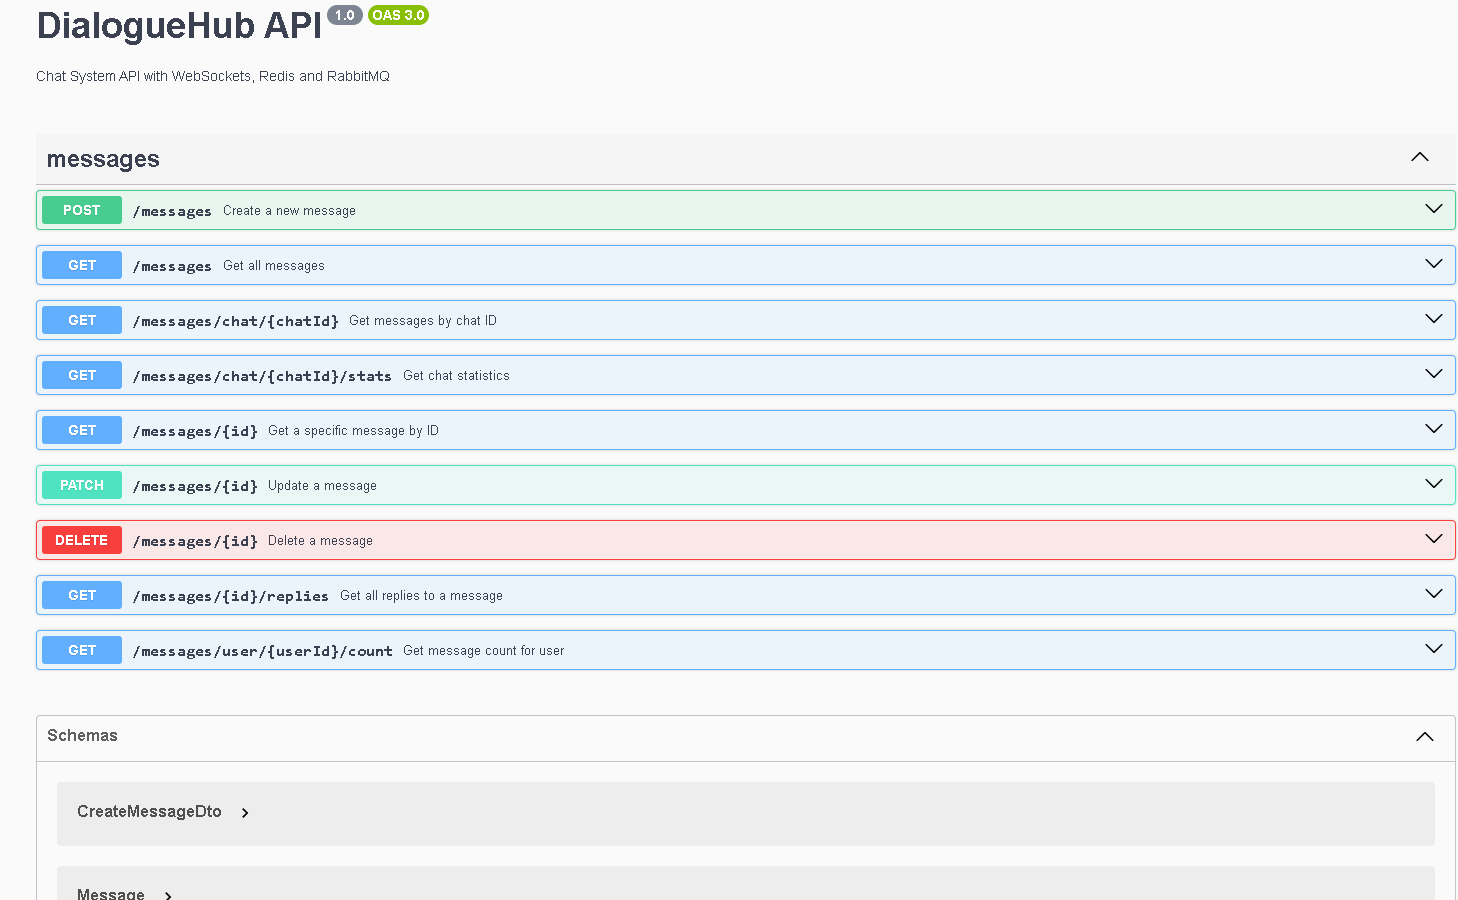 DialogueHub API 1.0 OAS 3.0
Chat System API with WebSockets, Redis and RabbitMQ
messages
POST /messages Create a new message
GET /messages Get all messages
GET /messages/chat/{chatId} Get messages by chat ID
GET /messages/chat/{chatId}/stats Get chat statistics
GET /messages/{id} Get a specific message by ID
PATCH /messages/{id} Update a message
DELETE /messages/{id} Delete a message
GET /messages/{id}/replies Get all replies to a message
GET /messages/user/{userId}/count Get message count for user
Schemas
CreateMessageDto
Message